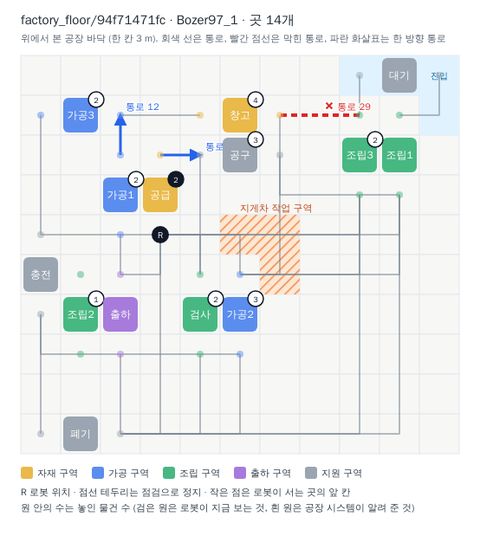 factory_floor/94f71471fc · Bozer97_1 · 곳 14개
위에서 본 공장 바닥 (한 칸 3 m). 회색 선은 통로, 빨간 점선은 막힌 통로, 파란 화살표는 한 방향 통로
대기
2
가공3
통로 12
4
창고
✖ 통로 29
통로
3
공구
2
조립3
조립1
2
가공1
2
공급
지게차 작업 구역
R
충전
1
조립2
출하
2
검사
3
가공2
폐기
자재 구역
가공 구역
조립 구역
출하 구역
지원 구역
R 로봇 위치 · 점선 테두리는 점검으로 정지 · 작은 점은 로봇이 서는 곳의 앞 칸
원 안의 수는 놓인 물건 수 (검은 원은 로봇이 지금 보는 것, 흰 원은 공장 시스템이 알려 준 것)